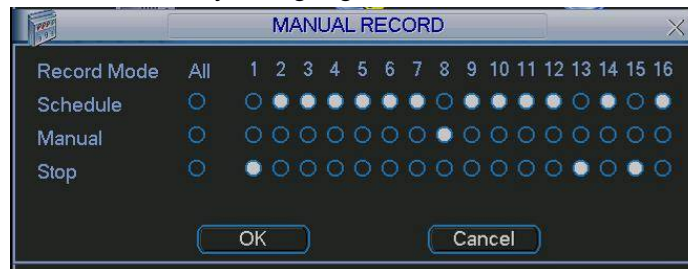 MANUAL RECORD
Record Mode All 1 2 3 4 5 6 7 8 9 10 11 12 13 14 15 16
Schedule
Manual
Stop
OK Cancel